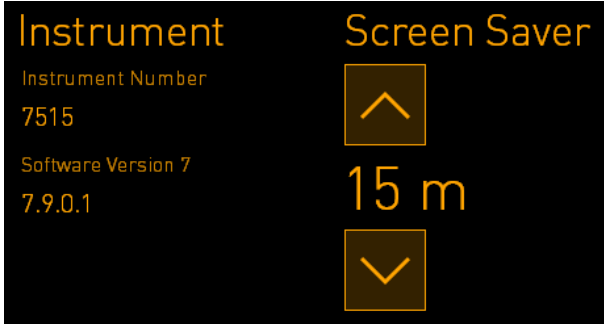 Instrument
Instrument Number
7515
Software Version 7
7.9.0.1
Screen Saver
15 m